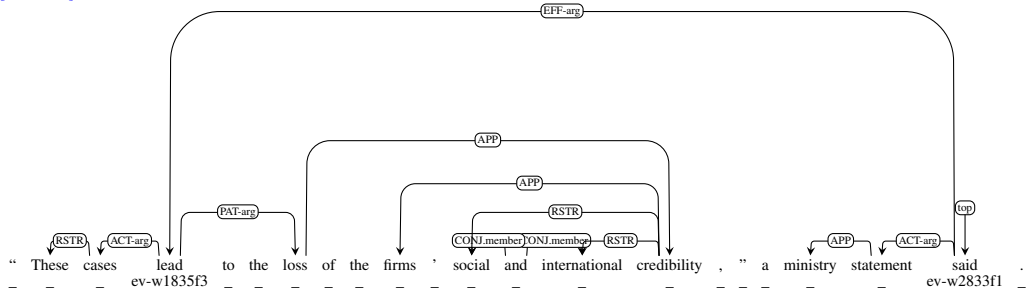 EFF-arg
APP
APP
PAT-arg RSTR top
RSTR ACT-arg CONJ.member CONJ.member RSTR APP ACT-arg
“ These cases lead to the loss of the firms ’ social and international credibility , ” a ministry statement said .
_ _ _ ev-w1835f3 _ _ _ _ _ _ _ _ _ _ _ _ _ _ _ _ ev-w2833f1 _